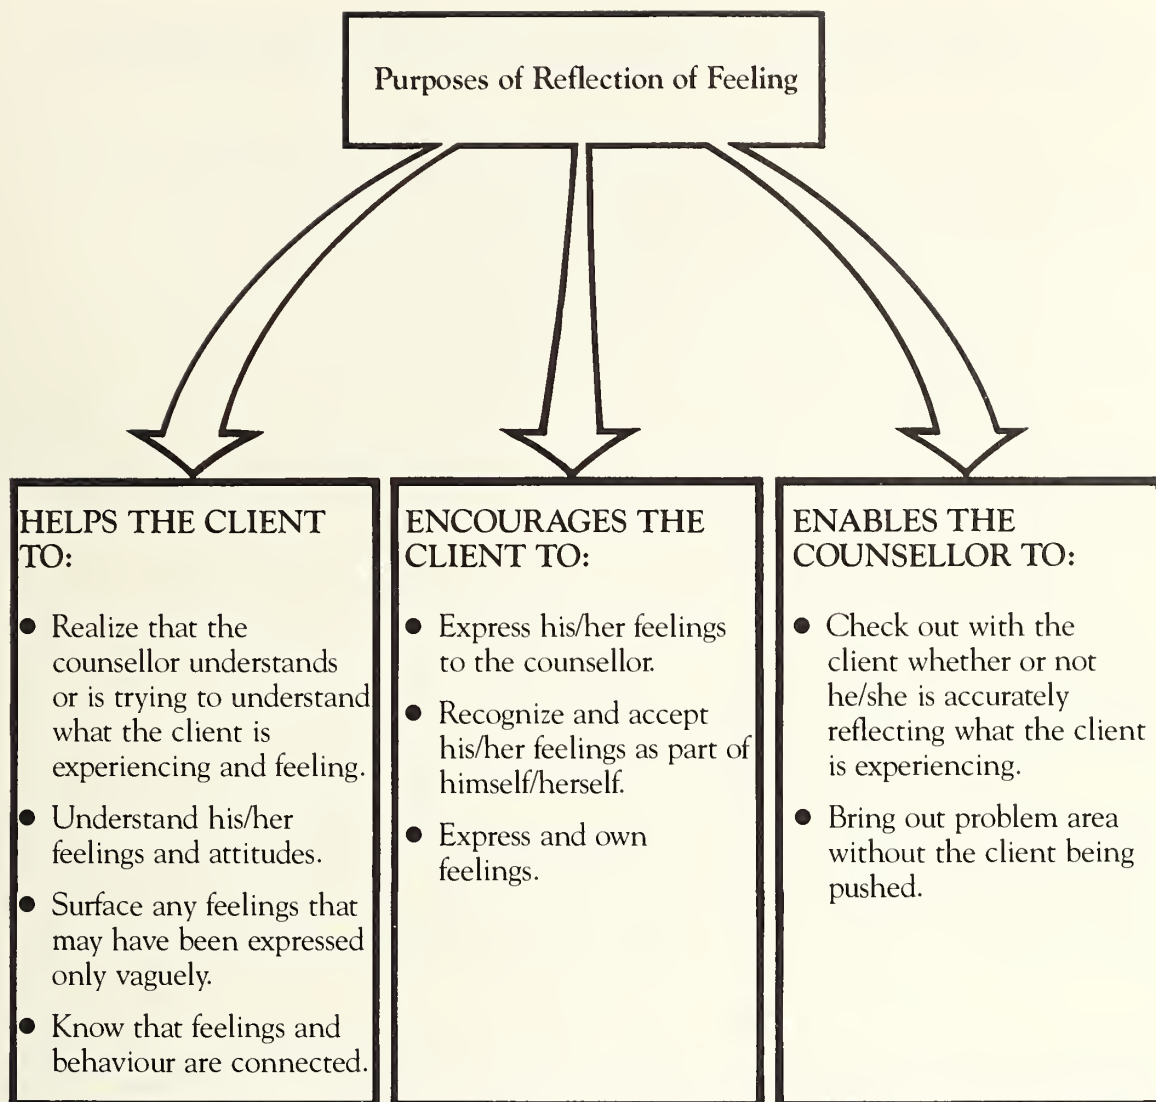 Purposes of Reflection of Feeling
HELPS THE CLIENT
TO:
● Realize that the
counsellor understands
or is trying to understand
what the client is
experiencing and feeling.
● Understand his/her
feelings and attitudes.
● Surface any feelings that
may have been expressed
only vaguely.
● Know that feelings and
behaviour are connected.
ENCOURAGES THE
CLIENT TO:
● Express his/her feelings
to the counsellor.
● Recognize and accept
his/her feelings as part of
himself/herself.
● Express and own
feelings.
ENABLES THE
COUNSELLOR TO:
● Check out with the
client whether or not
he/she is accurately
reflecting what the client
is experiencing.
● Bring out problem area
without the client being
pushed.